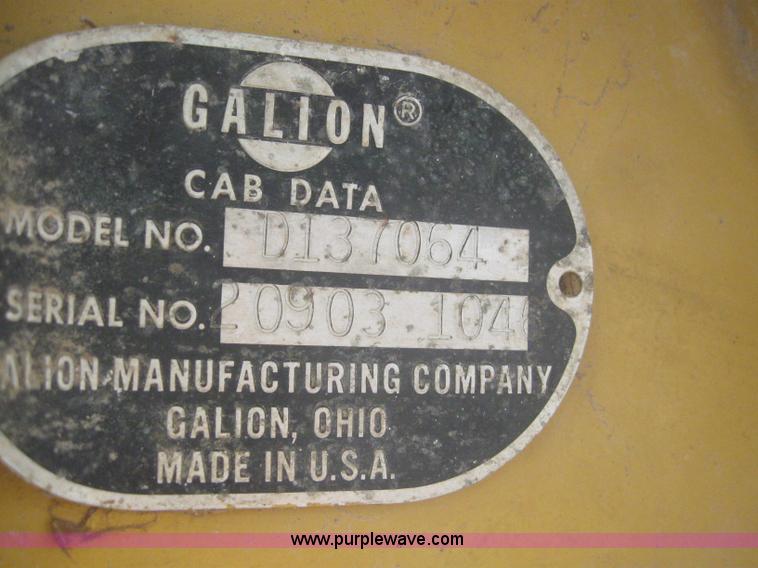 GALION®
CAB DATA
MODEL NO. D137064
SERIAL NO. 20903 104
ALION MANUFACTURING COMPANY
GALION, OHIO
MADE IN U.S.A.
www.purplewave.com